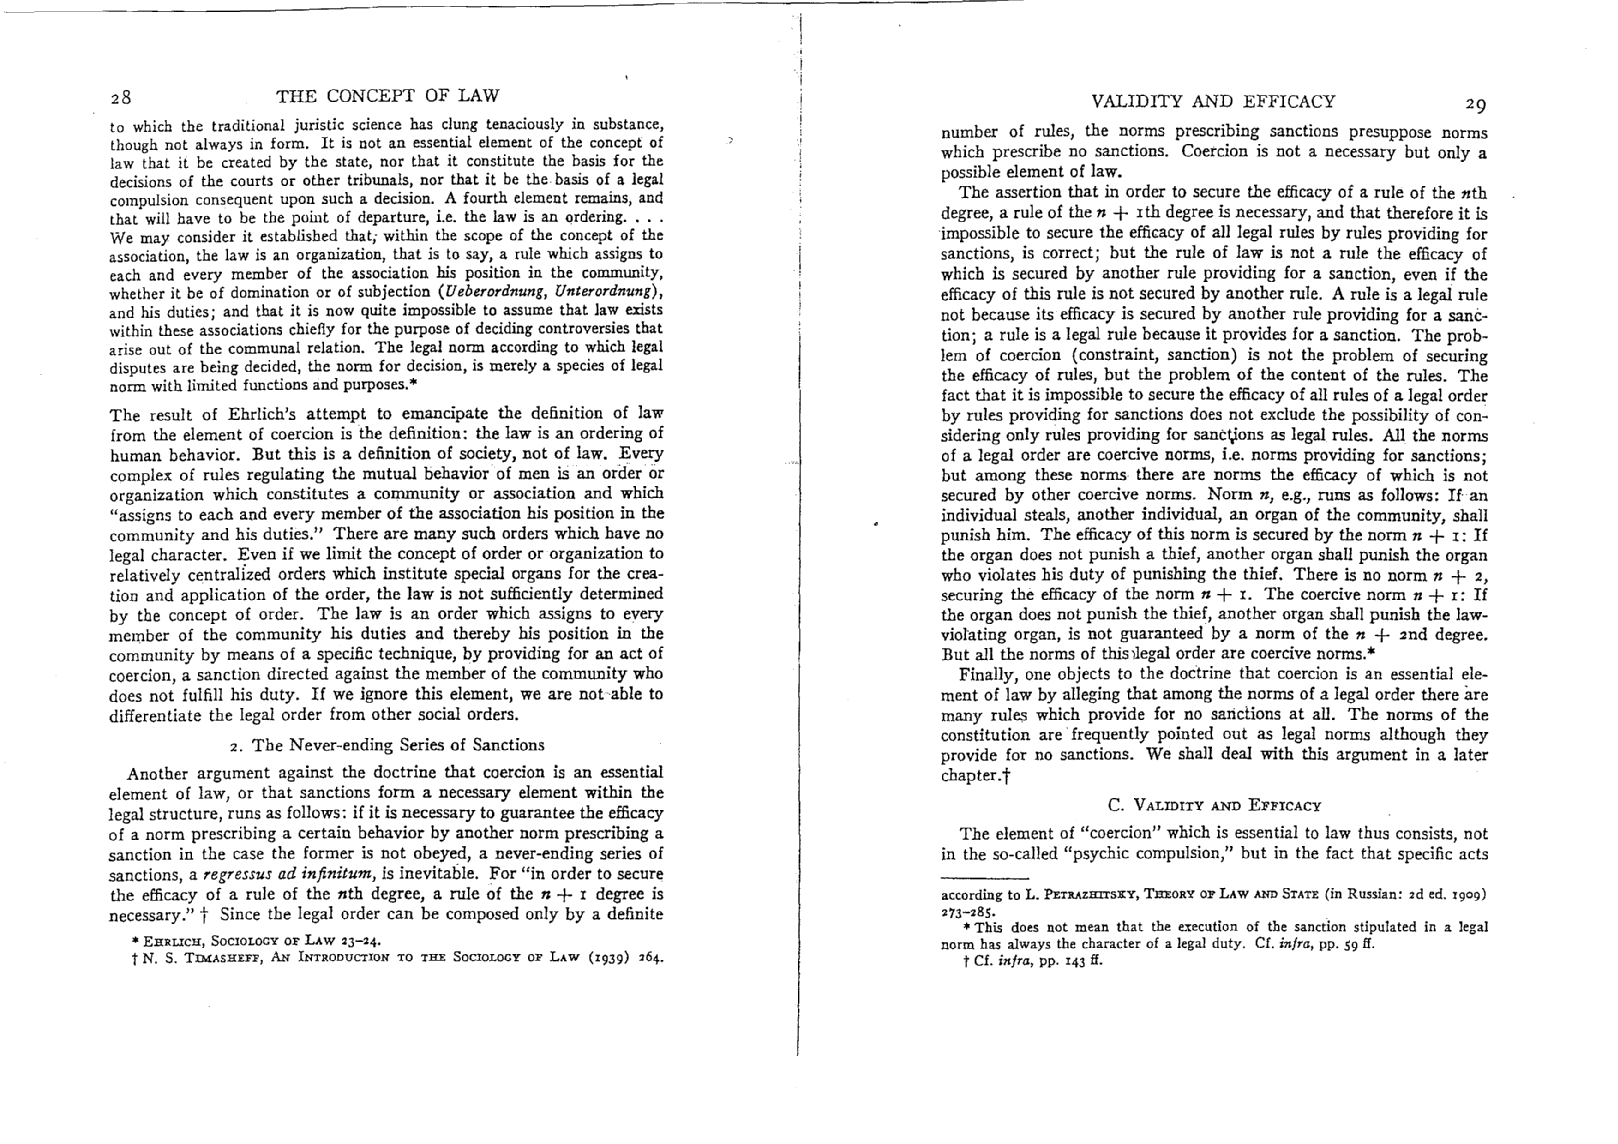 28 THE CONCEPT OF LAW
to which the traditional juristic science has clung tenaciously in substance,
though not always in form. It is not an essential element of the concept of
law that it be created by the state, nor that it constitute the basis for the
decisions of the courts or other tribunals, nor that it be the basis of a legal
compulsion consequent upon such a decision. A fourth element remains, and
that will have to be the point of departure, i.e. the law is an ordering. . . .
We may consider it established that, within the scope of the concept of the
association, the law is an organization, that is to say, a rule which assigns to
each and every member of the association his position in the community,
whether it be of domination or of subjection (Ueberordnung, Unterordnung),
and his duties; and that it is now quite impossible to assume that law exists
within these associations chiefly for the purpose of deciding controversies that
arise out of the communal relation. The legal norm according to which legal
disputes are being decided, the norm for decision, is merely a species of legal
norm with limited functions and purposes.*
The result of Ehrlich's attempt to emancipate the definition of law
from the element of coercion is the definition: the law is an ordering of
human behavior. But this is a definition of society, not of law. Every
complex of rules regulating the mutual behavior of men is an order or
organization which constitutes a community or association and which
“assigns to each and every member of the association his position in the
community and his duties.” There are many such orders which have no
legal character. Even if we limit the concept of order or organization to
relatively centralized orders which institute special organs for the crea-
tion and application of the order, the law is not sufficiently determined
by the concept of order. The law is an order which assigns to every
member of the community his duties and thereby his position in the
community by means of a specific technique, by providing for an act of
coercion, a sanction directed against the member of the community who
does not fulfill his duty. If we ignore this element, we are not able to
differentiate the legal order from other social orders.
2. The Never-ending Series of Sanctions
Another argument against the doctrine that coercion is an essential
element of law, or that sanctions form a necessary element within the
legal structure, runs as follows: if it is necessary to guarantee the efficacy
of a norm prescribing a certain behavior by another norm prescribing a
sanction in the case the former is not obeyed, a never-ending series of
sanctions, a regressus ad infinitum, is inevitable. For “in order to secure
the efficacy of a rule of the nth degree, a rule of the n + 1 degree is
necessary.” † Since the legal order can be composed only by a definite
* EHRLICH, SOCIOLOGY OF LAW 23–24.
† N. S. TIMASHEFF, AN INTRODUCTION TO THE SOCIOLOGY OF LAW (1939) 264.
VALIDITY AND EFFICACY 29
number of rules, the norms prescribing sanctions presuppose norms
which prescribe no sanctions. Coercion is not a necessary but only a
possible element of law.
The assertion that in order to secure the efficacy of a rule of the nth
degree, a rule of the n + 1th degree is necessary, and that therefore it is
impossible to secure the efficacy of all legal rules by rules providing for
sanctions, is correct; but the rule of law is not a rule the efficacy of
which is secured by another rule providing for a sanction, even if the
efficacy of this rule is not secured by another rule. A rule is a legal rule
not because its efficacy is secured by another rule providing for a sanc-
tion; a rule is a legal rule because it provides for a sanction. The prob-
lem of coercion (constraint, sanction) is not the problem of securing
the efficacy of rules, but the problem of the content of the rules. The
fact that it is impossible to secure the efficacy of all rules of a legal order
by rules providing for sanctions does not exclude the possibility of con-
sidering only rules providing for sanctions as legal rules. All the norms
of a legal order are coercive norms, i.e. norms providing for sanctions;
but among these norms there are norms the efficacy of which is not
secured by other coercive norms. Norm n, e.g., runs as follows: If an
individual steals, another individual, an organ of the community, shall
punish him. The efficacy of this norm is secured by the norm n + 1: If
the organ does not punish a thief, another organ shall punish the organ
who violates his duty of punishing the thief. There is no norm n + 2,
securing the efficacy of the norm n + 1. The coercive norm n + 1: If
the organ does not punish the thief, another organ shall punish the law-
violating organ, is not guaranteed by a norm of the n + 2nd degree.
But all the norms of this legal order are coercive norms.*
Finally, one objects to the doctrine that coercion is an essential ele-
ment of law by alleging that among the norms of a legal order there are
many rules which provide for no sanctions at all. The norms of the
constitution are frequently pointed out as legal norms although they
provide for no sanctions. We shall deal with this argument in a later
chapter.†
C. VALIDITY AND EFFICACY
The element of “coercion” which is essential to law thus consists, not
in the so-called “psychic compulsion,” but in the fact that specific acts
according to L. PETRAZHITSKY, THEORY OF LAW AND STATE (in Russian: 2d ed. 1909)
273–285.
* This does not mean that the execution of the sanction stipulated in a legal
norm has always the character of a legal duty. Cf. infra, pp. 59 ff.
† Cf. infra, pp. 143 ff.